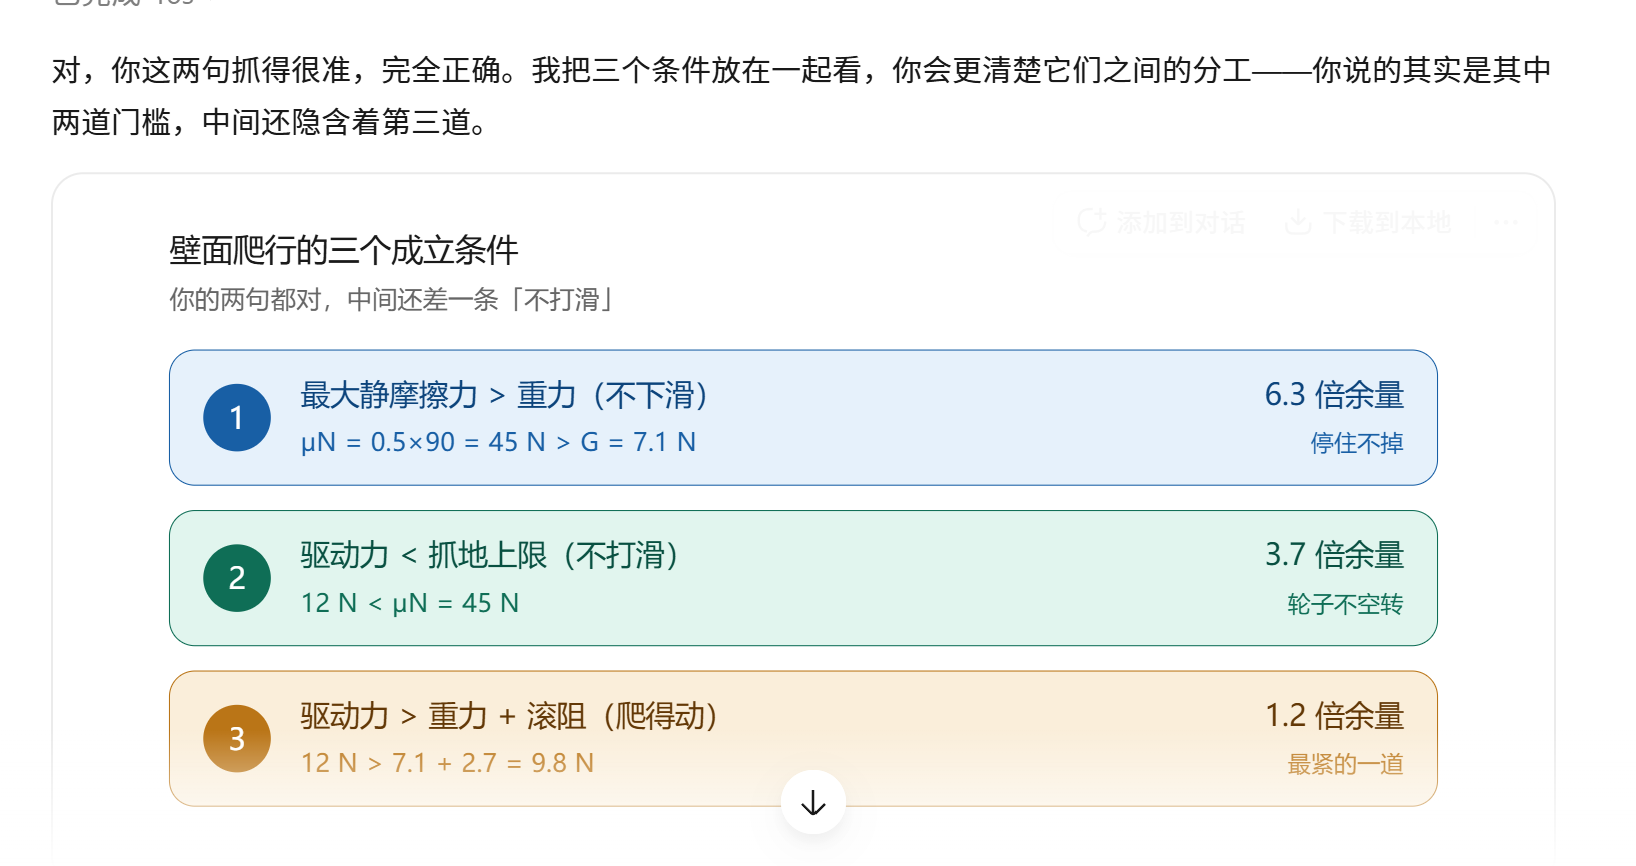 对，你这两句抓得很准，完全正确。我把三个条件放在一起看，你会更清楚它们之间的分工——你说的其实是其中
两道门槛，中间还隐含着第三道。
添加到对话 下载到本地 ···
壁面爬行的三个成立条件
你的两句都对，中间还差一条「不打滑」
1
最大静摩擦力 > 重力（不下滑）
6.3 倍余量
μN = 0.5×90 = 45 N > G = 7.1 N
停住不掉
2
驱动力 < 抓地上限（不打滑）
3.7 倍余量
12 N < μN = 45 N
轮子不空转
3
驱动力 > 重力 + 滚阻（爬得动）
1.2 倍余量
12 N > 7.1 + 2.7 = 9.8 N
最紧的一道